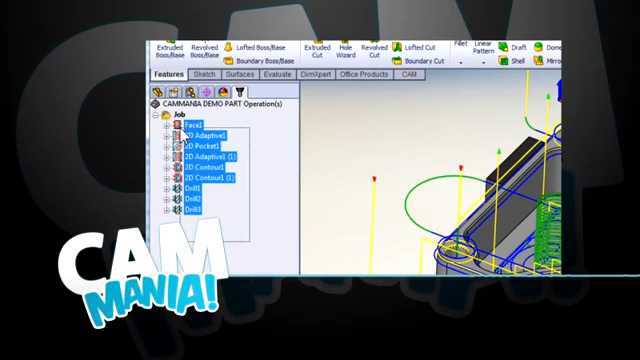 Extruded Boss/Base
Revolved Boss/Base
Lofted Boss/Base
Boundary Boss/Base
Extruded Cut
Hole Wizard
Revolved Cut
Lofted Cut
Boundary Cut
Fillet
Linear Pattern
Draft
Shell
Dome
Mirror
Features
Sketch
Surfaces
Evaluate
DimXpert
Office Products
CAM
CAMMANIA DEMO PART Operation(s)
Job
Face1
2D Adaptive1
2D Pocket1
2D Adaptive1 (1)
2D Contour1
2D Contour1 (1)
Drill1
Drill2
Drill3
CAM
MANIA!